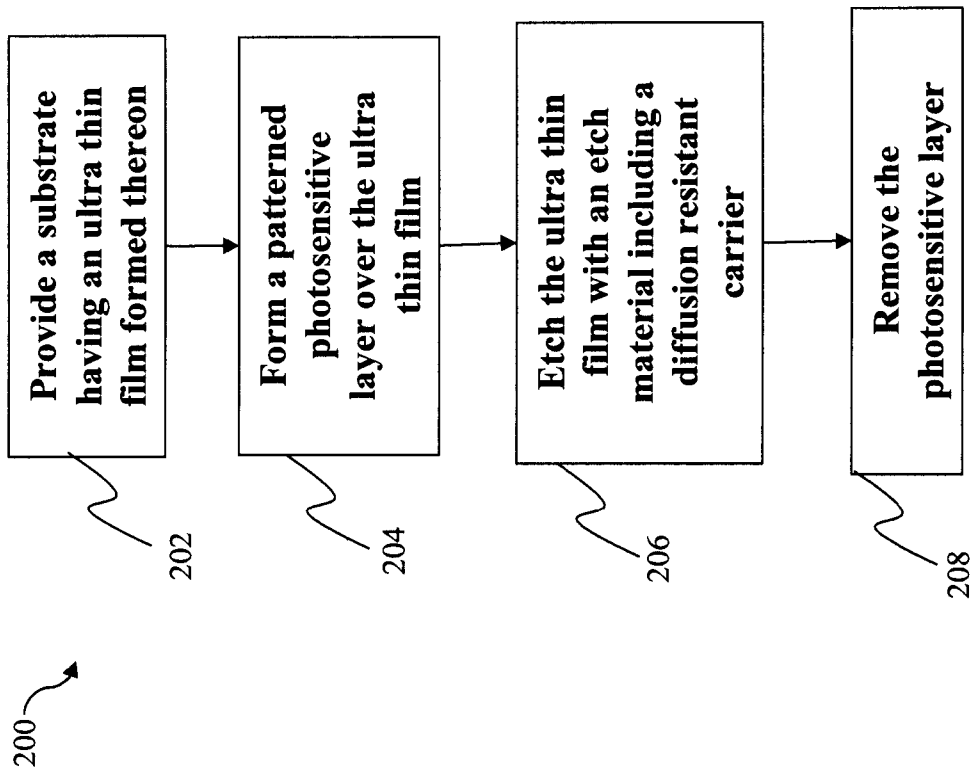 200
202
Provide a substrate
having an ultra thin
film formed thereon
204
Form a patterned
photosensitive
layer over the ultra
thin film
206
Etch the ultra thin
film with an etch
material including a
diffusion resistant
carrier
208
Remove the
photosensitive layer